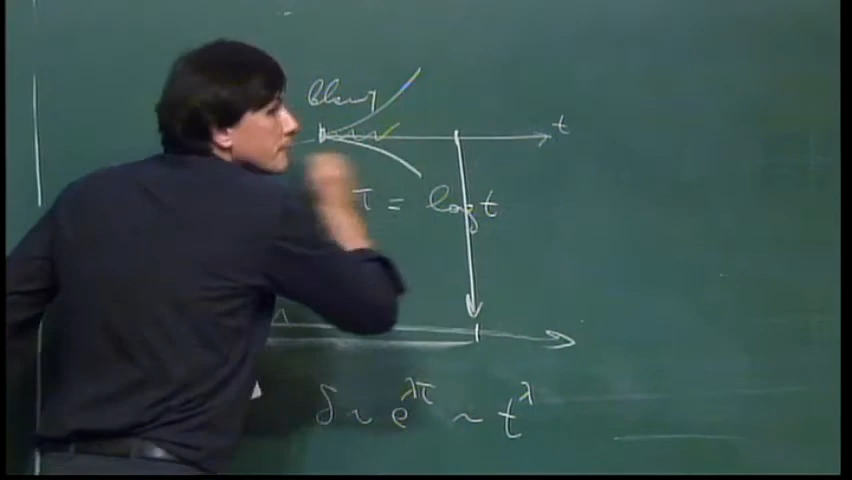 t
τ = log t
δ ~ e^{λτ} ~ t^λ